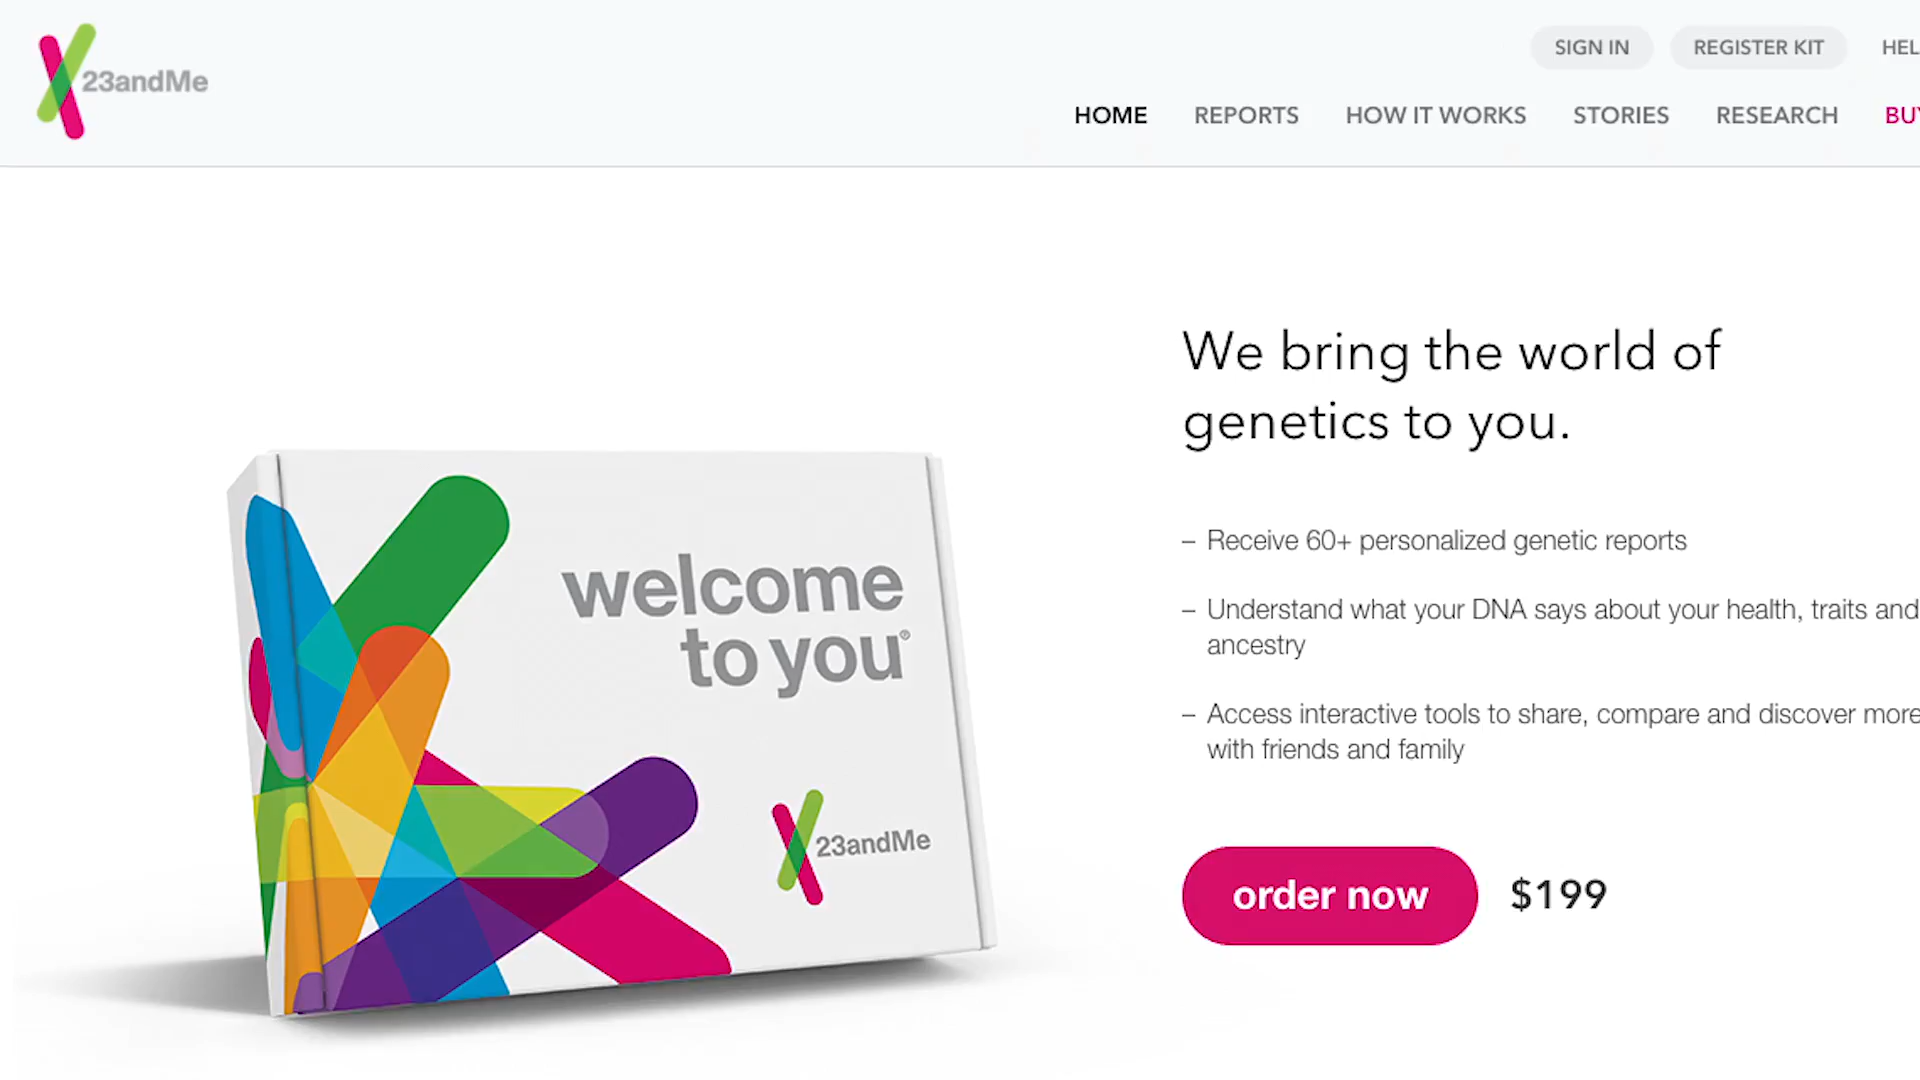 23andMe
SIGN IN
REGISTER KIT
HOME
REPORTS
HOW IT WORKS
STORIES
RESEARCH
We bring the world of
genetics to you.
– Receive 60+ personalized genetic reports
– Understand what your DNA says about your health, traits and
ancestry
– Access interactive tools to share, compare and discover more
with friends and family
order now
$199
welcome
to you®
23andMe